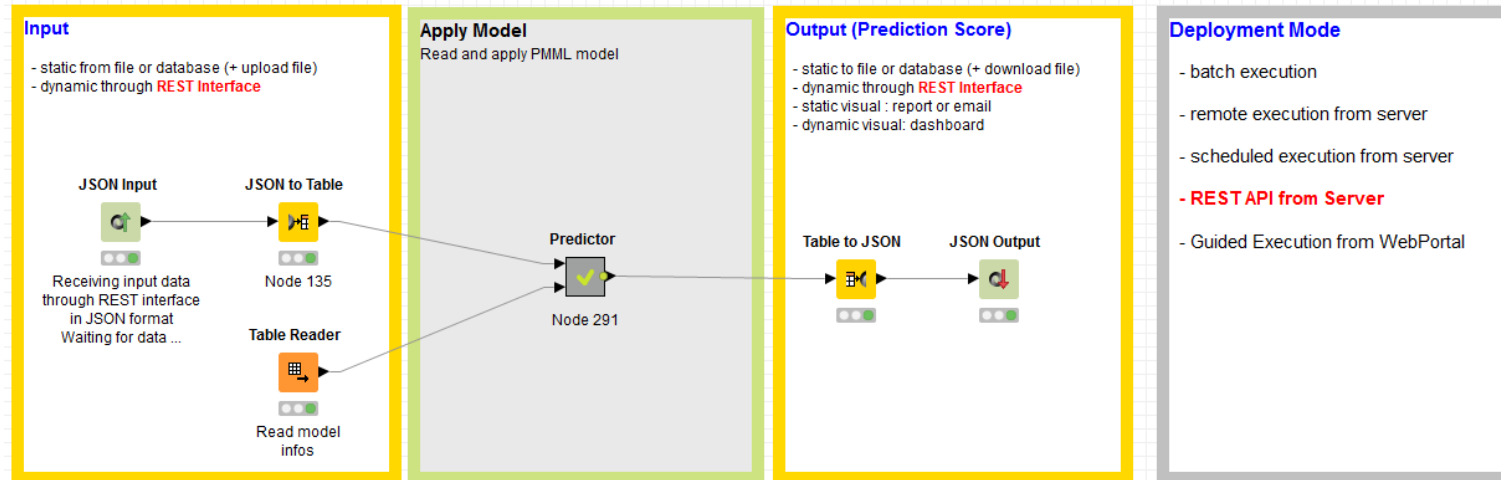 Input
- static from file or database (+ upload file)
- dynamic through REST Interface
JSON Input
JSON to Table
Receiving input data
through REST interface
in JSON format
Waiting for data ...
Node 135
Table Reader
Read model
infos
Apply Model
Read and apply PMML model
Predictor
Node 291
Output (Prediction Score)
- static to file or database (+ download file)
- dynamic through REST Interface
- static visual : report or email
- dynamic visual: dashboard
Table to JSON
JSON Output
Deployment Mode
- batch execution
- remote execution from server
- scheduled execution from server
- REST API from Server
- Guided Execution from WebPortal